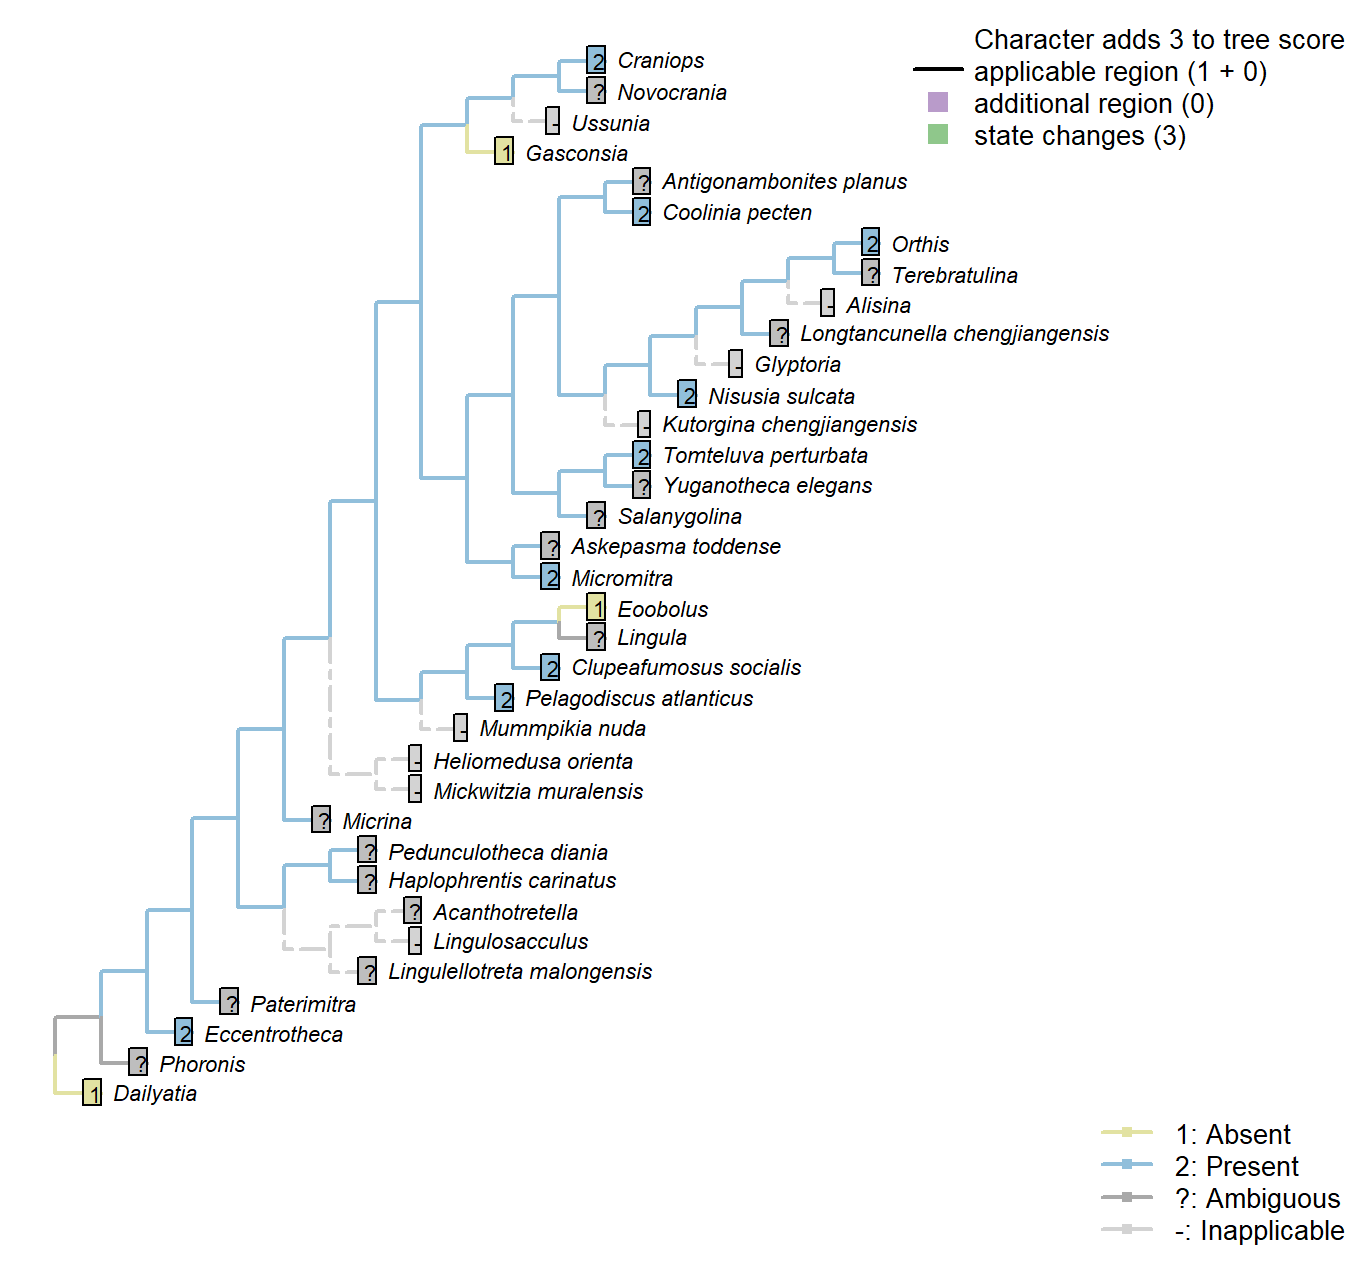 Character adds 3 to tree score
applicable region (1 + 0)
additional region (0)
state changes (3)
2 Craniops
? Novocrania
- Ussunia
1 Gasconsia
? Antigonambonites planus
2 Coolinia pecten
2 Orthis
? Terebratulina
- Alisina
? Longtancunella chengjiangensis
- Glyptoria
2 Nisusia sulcata
- Kutorgina chengjiangensis
2 Tomteluva perturbata
? Yuganotheca elegans
? Salanygolina
? Askepasma toddense
2 Micromitra
1 Eoobolus
? Lingula
2 Clupeafumosus socialis
2 Pelagodiscus atlanticus
- Mummpikia nuda
- Heliomedusa orienta
- Mickwitzia muralensis
? Micrina
? Pedunculotheca diania
? Haplophrentis carinatus
? Acanthotretella
- Lingulosacculus
? Lingulellotreta malongensis
? Paterimitra
2 Eccentrotheca
? Phoronis
1 Dailyatia
1: Absent
2: Present
?: Ambiguous
-: Inapplicable